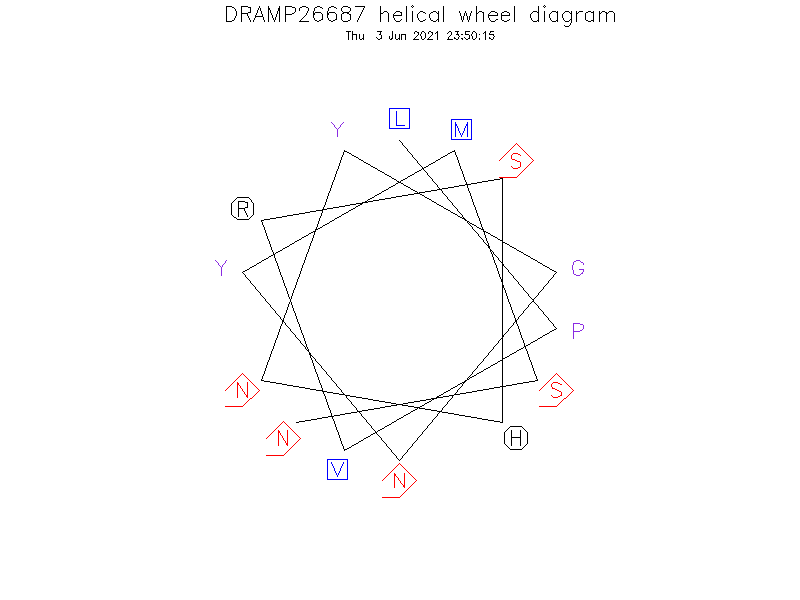 DRAMP26687 helical wheel diagram
Thu 3 Jun 2021 23:50:15
L
Y
M
S
R
Y
G
P
N
S
N
H
V
N